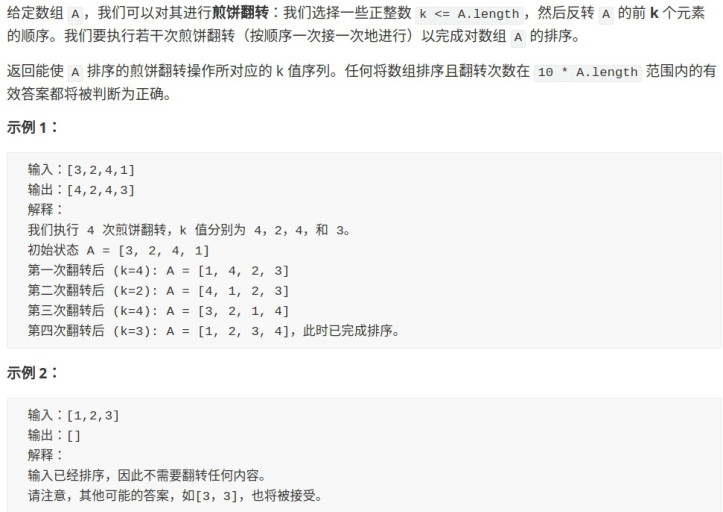 给定数组 A，我们可以对其进行煎饼翻转：我们选择一些正整数 k <= A.length，然后反转 A 的前 k 个元素
的顺序。我们要执行若干次煎饼翻转（按顺序一次接一次地进行）以完成对数组 A 的排序。
返回能使 A 排序的煎饼翻转操作所对应的 k 值序列。任何将数组排序且翻转次数在 10 * A.length 范围内的有
效答案都将被判断为正确。
示例 1：
输入：[3,2,4,1]
输出：[4,2,4,3]
解释：
我们执行 4 次煎饼翻转，k 值分别为 4，2，4，和 3。
初始状态 A = [3, 2, 4, 1]
第一次翻转后 (k=4): A = [1, 4, 2, 3]
第二次翻转后 (k=2): A = [4, 1, 2, 3]
第三次翻转后 (k=4): A = [3, 2, 1, 4]
第四次翻转后 (k=3): A = [1, 2, 3, 4]，此时已完成排序。
示例 2：
输入：[1,2,3]
输出：[]
解释：
输入已经排序，因此不需要翻转任何内容。
请注意，其他可能的答案，如[3，3]，也将被接受。